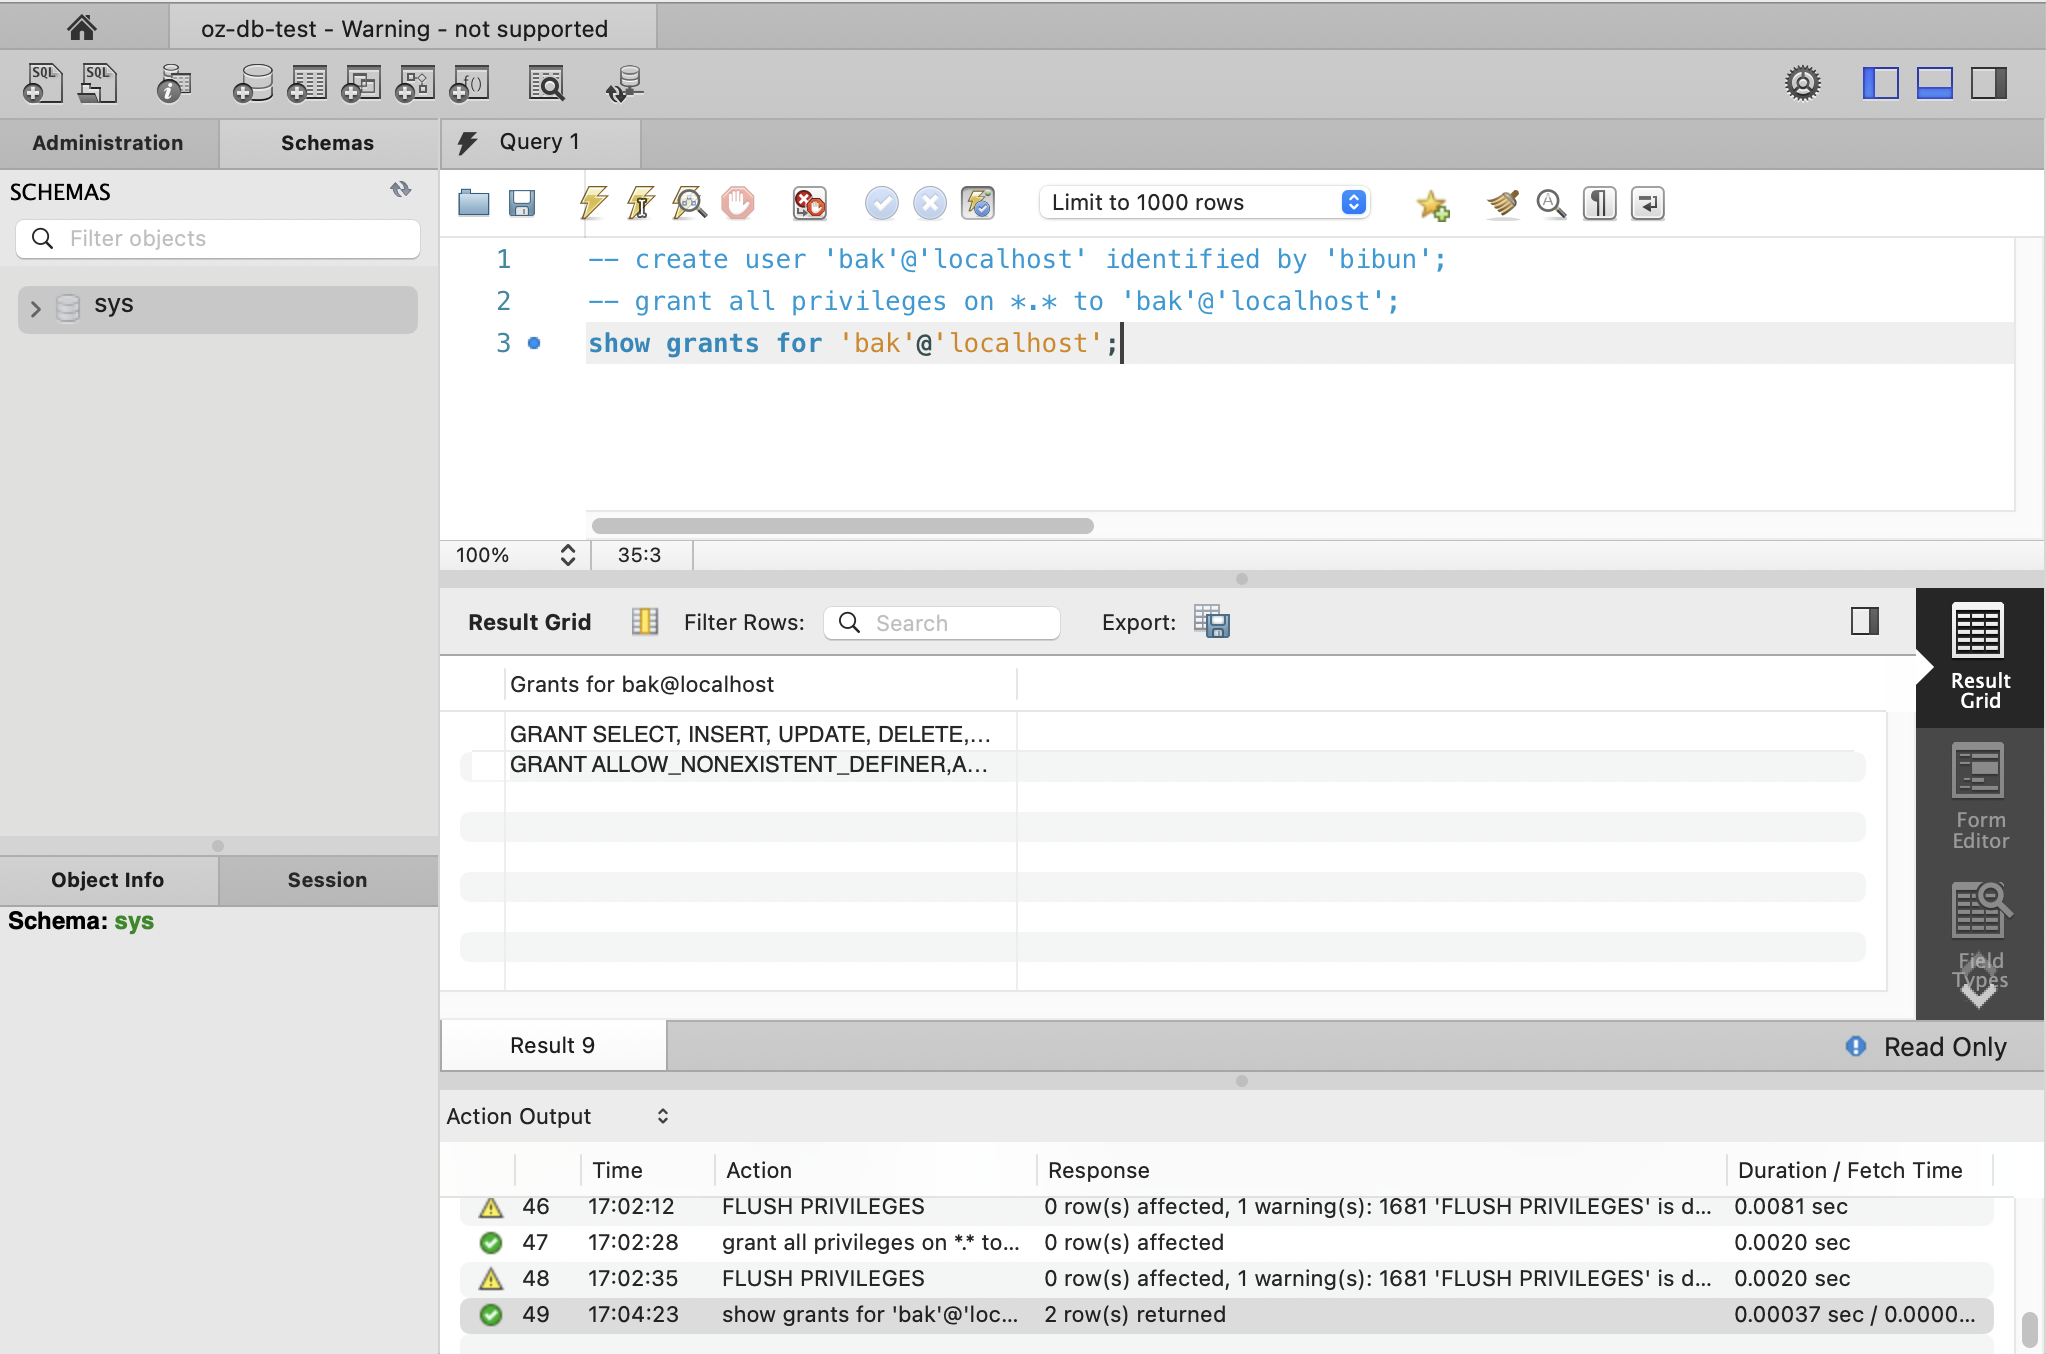 oz-db-test - Warning - not supported
SQL
SQL
Administration
Schemas
Query 1
SCHEMAS
Filter objects
Limit to 1000 rows
sys
1 -- create user 'bak'@'localhost' identified by 'bibun';
2 -- grant all privileges on *.* to 'bak'@'localhost';
3 show grants for 'bak'@'localhost';
100%
35:3
Result Grid
Filter Rows:
Search
Export:
Result Grid
Form Editor
Field Types
Grants for bak@localhost
GRANT SELECT, INSERT, UPDATE, DELETE,...
GRANT ALLOW_NONEXISTENT_DEFINER,A...
Object Info
Session
Schema: sys
Result 9
Read Only
Action Output
Time Action Response Duration / Fetch Time
46 17:02:12 FLUSH PRIVILEGES 0 row(s) affected, 1 warning(s): 1681 'FLUSH PRIVILEGES' is d... 0.0081 sec
47 17:02:28 grant all privileges on *.* to... 0 row(s) affected 0.0020 sec
48 17:02:35 FLUSH PRIVILEGES 0 row(s) affected, 1 warning(s): 1681 'FLUSH PRIVILEGES' is d... 0.0020 sec
49 17:04:23 show grants for 'bak'@'loc... 2 row(s) returned 0.00037 sec / 0.0000...